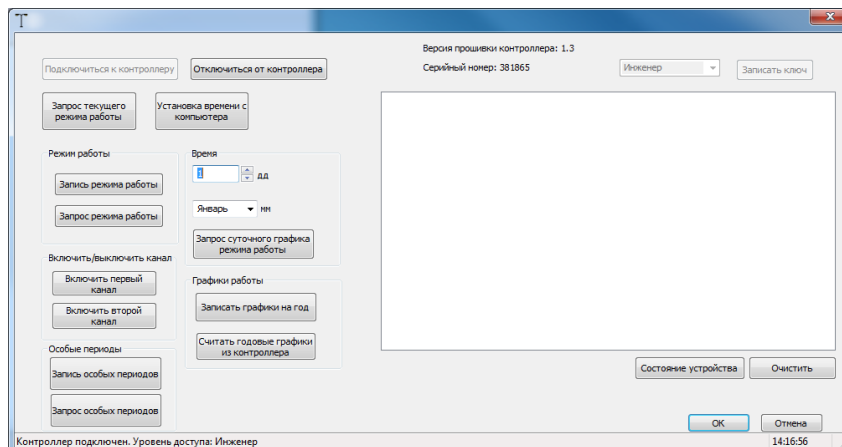 T
x
Версия прошивки контроллера: 1.3
Подключиться к контроллеру
Отключиться от контроллера
Серийный номер: 381865
Инженер
Записать ключ
Запрос текущего
режима работы
Установка времени с
компьютера
Режим работы
Запись режима работы
Запрос режима работы
Время
1
дд
Январь
мм
Запрос суточного графика
режима работы
Включить/выключить канал
Включить первый
канал
Включить второй
канал
Графики работы
Записать графики на год
Считать годовые графики
из контроллера
Особые периоды
Запись особых периодов
Запрос особых периодов
Состояние устройства
Очистить
ОК
Отмена
Контроллер подключен. Уровень доступа: Инженер
14:16:56